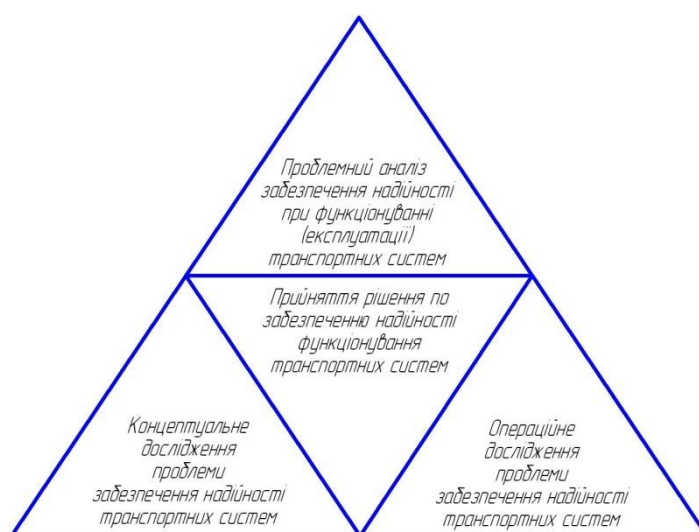 Проблемний аналіз
забезпечення надійності
при функціонуванні
(експлуатації)
транспортних систем
Прийняття рішення по
забезпеченню надійності
функціонування
транспортних систем
Концептуальне
дослідження
проблеми
забезпечення надійності
транспортних систем
Операційне
дослідження
проблеми
забезпечення надійності
транспортних систем